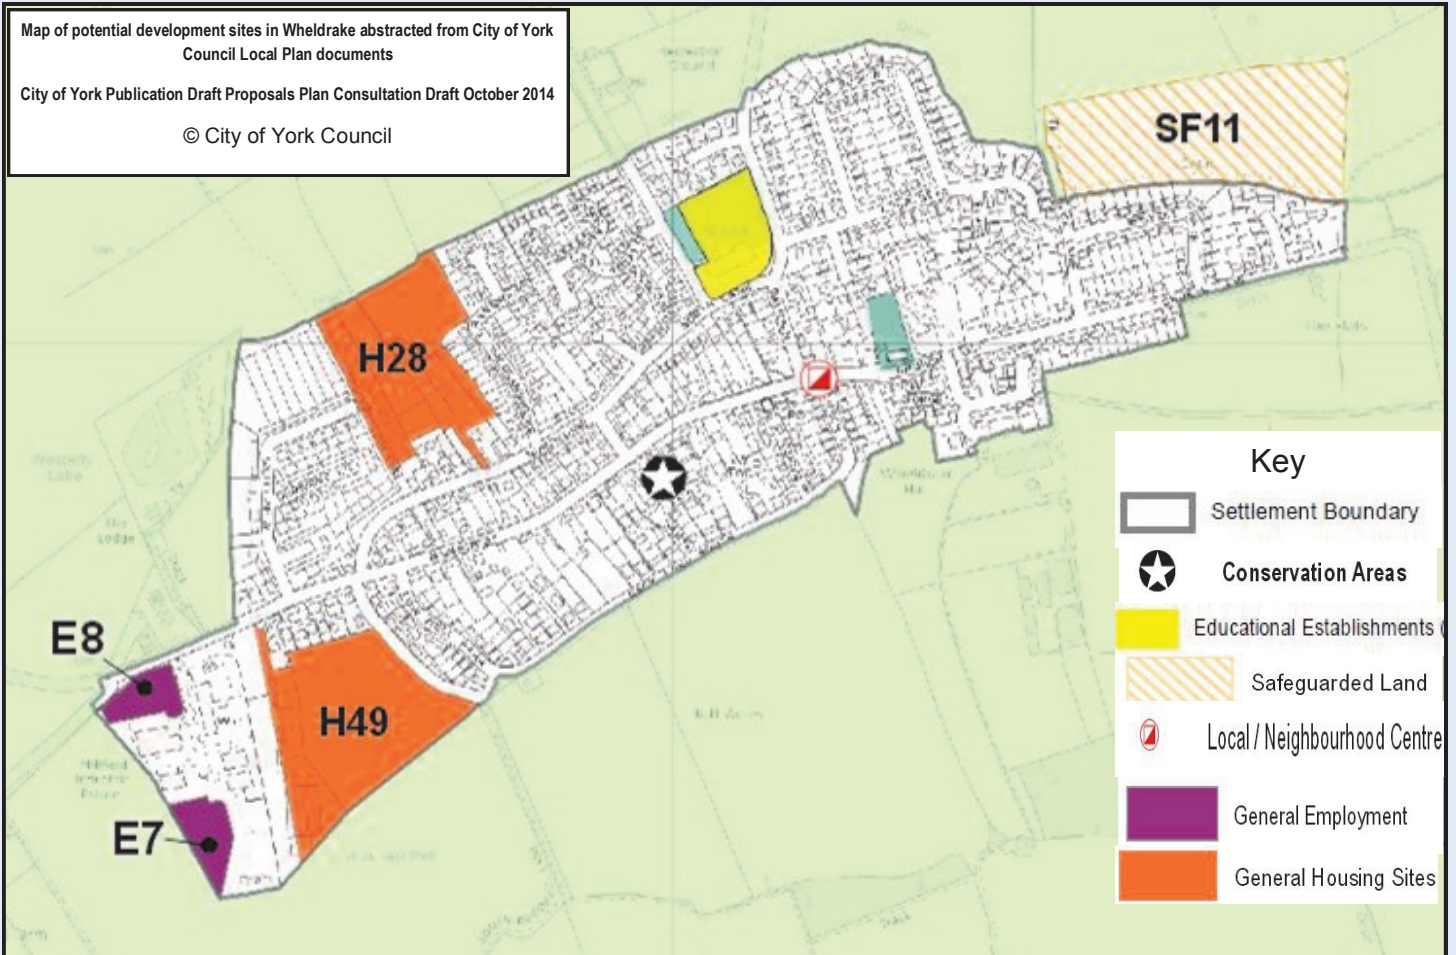 Map of potential development sites in Wheldrake abstracted from City of York
Council Local Plan documents
City of York Publication Draft Proposals Plan Consultation Draft October 2014
© City of York Council
SF11
H28
E8
H49
E7
Key
Settlement Boundary
Conservation Areas
Educational Establishments (
Safeguarded Land
Local / Neighbourhood Centre
General Employment
General Housing Sites